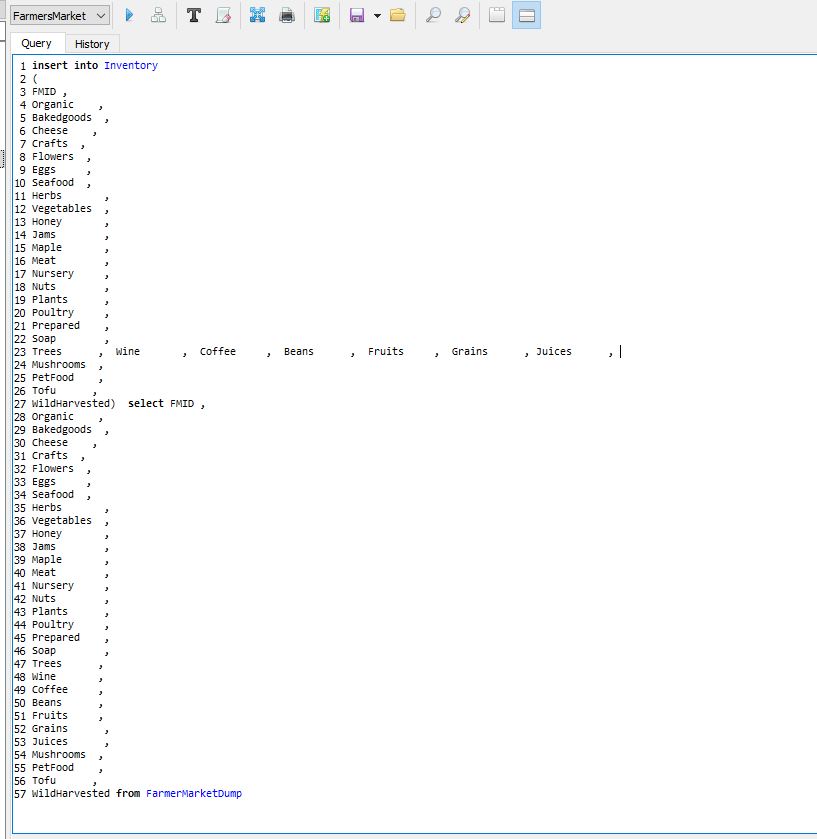 FarmersMarket
Query History
1 insert into Inventory
2 (
3 FMID ,
4 Organic ,
5 Bakedgoods ,
6 Cheese ,
7 Crafts ,
8 Flowers ,
9 Eggs ,
10 Seafood ,
11 Herbs ,
12 Vegetables ,
13 Honey ,
14 Jams ,
15 Maple ,
16 Meat ,
17 Nursery ,
18 Nuts ,
19 Plants ,
20 Poultry ,
21 Prepared ,
22 Soap ,
23 Trees , Wine , Coffee , Beans , Fruits , Grains , Juices ,
24 Mushrooms ,
25 PetFood ,
26 Tofu ,
27 WildHarvested) select FMID ,
28 Organic ,
29 Bakedgoods ,
30 Cheese ,
31 Crafts ,
32 Flowers ,
33 Eggs ,
34 Seafood ,
35 Herbs ,
36 Vegetables ,
37 Honey ,
38 Jams ,
39 Maple ,
40 Meat ,
41 Nursery ,
42 Nuts ,
43 Plants ,
44 Poultry ,
45 Prepared ,
46 Soap ,
47 Trees ,
48 Wine ,
49 Coffee ,
50 Beans ,
51 Fruits ,
52 Grains ,
53 Juices ,
54 Mushrooms ,
55 PetFood ,
56 Tofu ,
57 WildHarvested from FarmerMarketDump